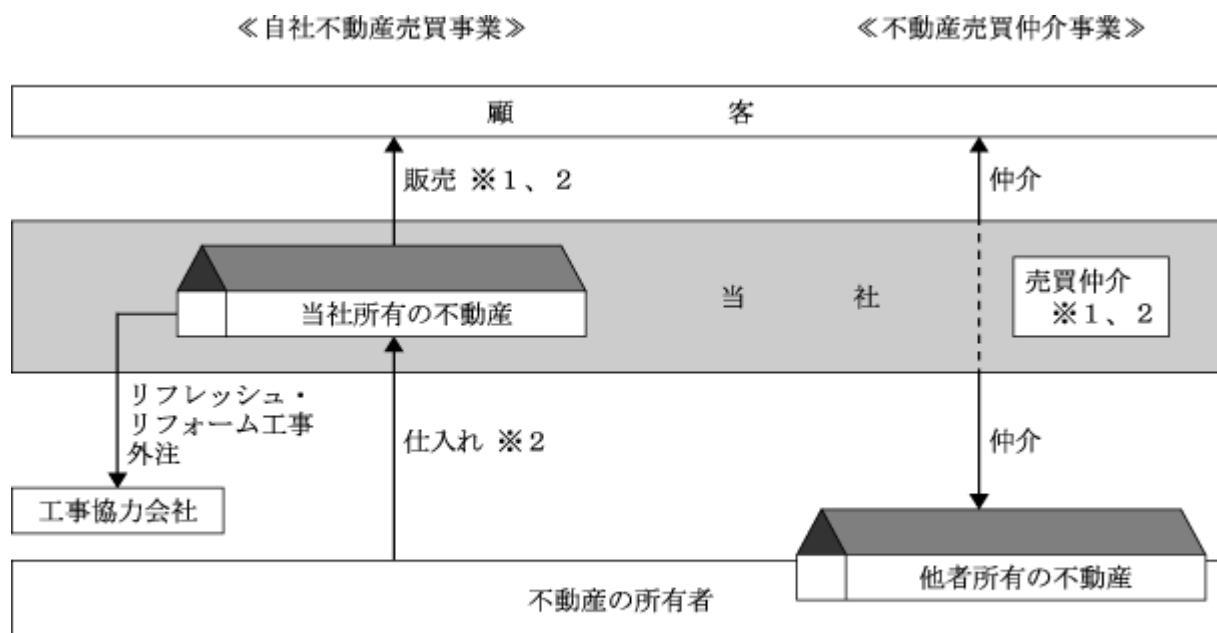 ≪自社不動産売買事業≫
≪不動産売買仲介事業≫
顧 客
販売 ※1、2
仲介
当社所有の不動産
当 社
売買仲介
※1、2
リフレッシュ・
リフォーム工事
外注
仕入れ ※2
仲介
工事協力会社
他者所有の不動産
不動産の所有者